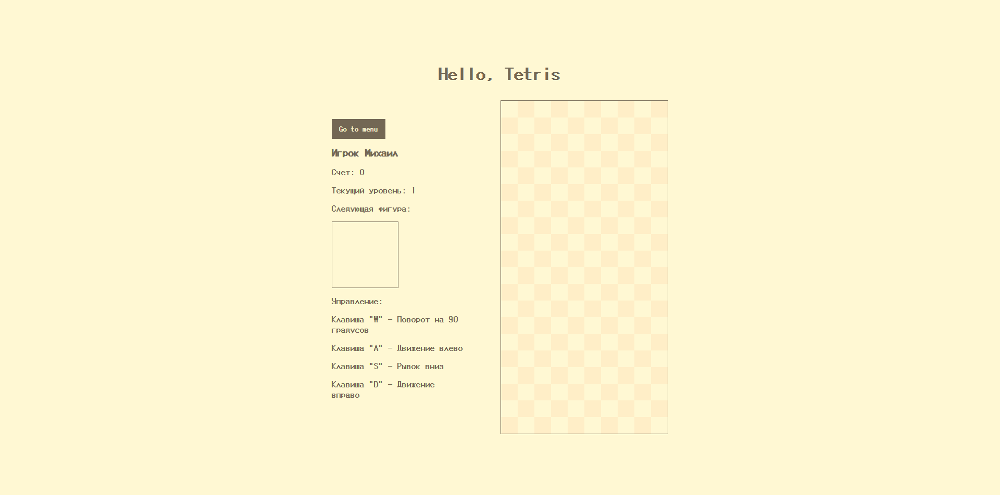 Hello, Tetris
Go to menu
Игрок Михаил
Счет: 0
Текущий уровень: 1
Следующая фигура:
Управление:
Клавиша "W" - Поворот на 90
градусов
Клавиша "A" - Движение влево
Клавиша "S" - Рывок вниз
Клавиша "D" - Движение
вправо